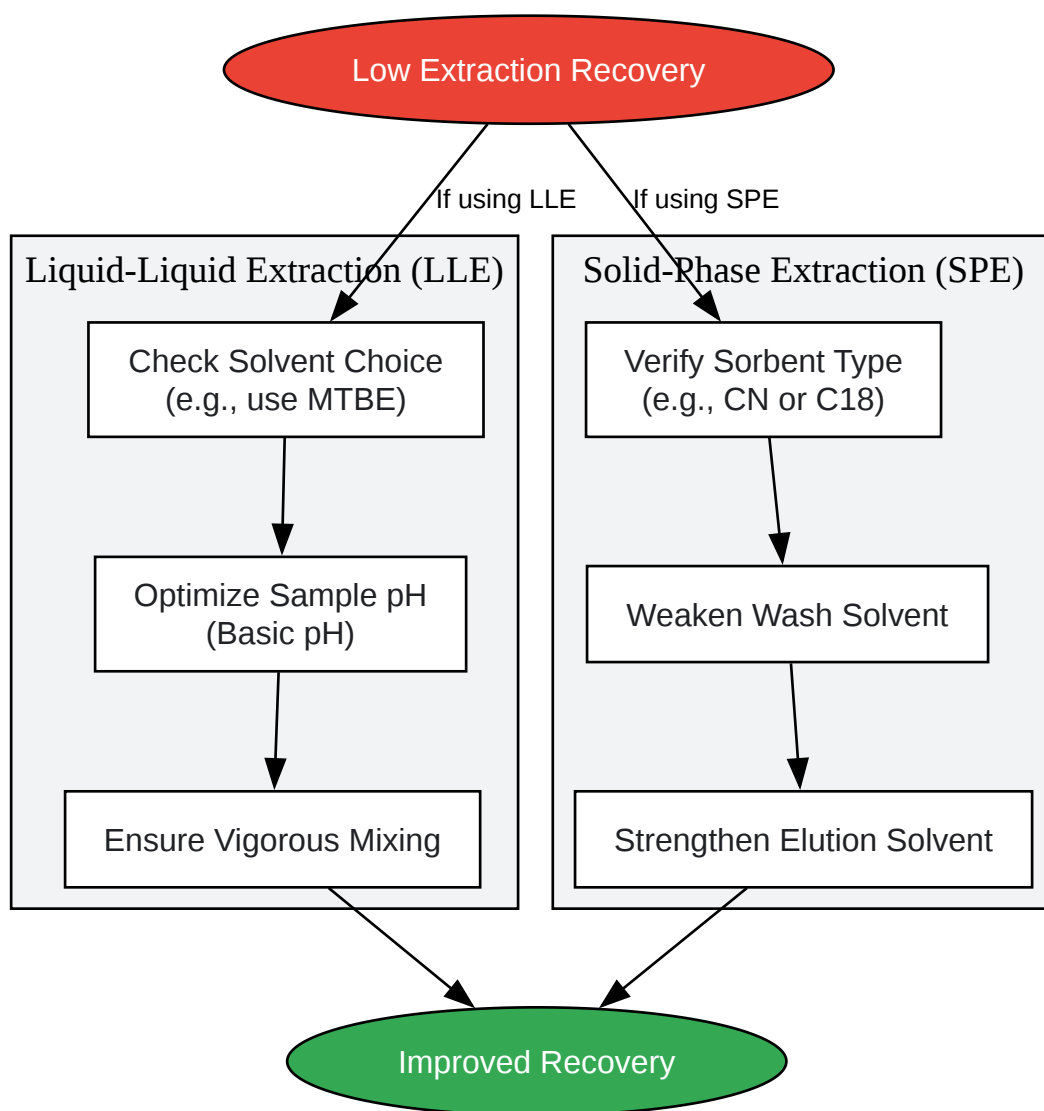 Low Extraction Recovery
If using LLE
If using SPE
Liquid-Liquid Extraction (LLE)
Check Solvent Choice
(e.g., use MTBE)
Optimize Sample pH
(Basic pH)
Ensure Vigorous Mixing
Solid-Phase Extraction (SPE)
Verify Sorbent Type
(e.g., CN or C18)
Weaken Wash Solvent
Strengthen Elution Solvent
Improved Recovery